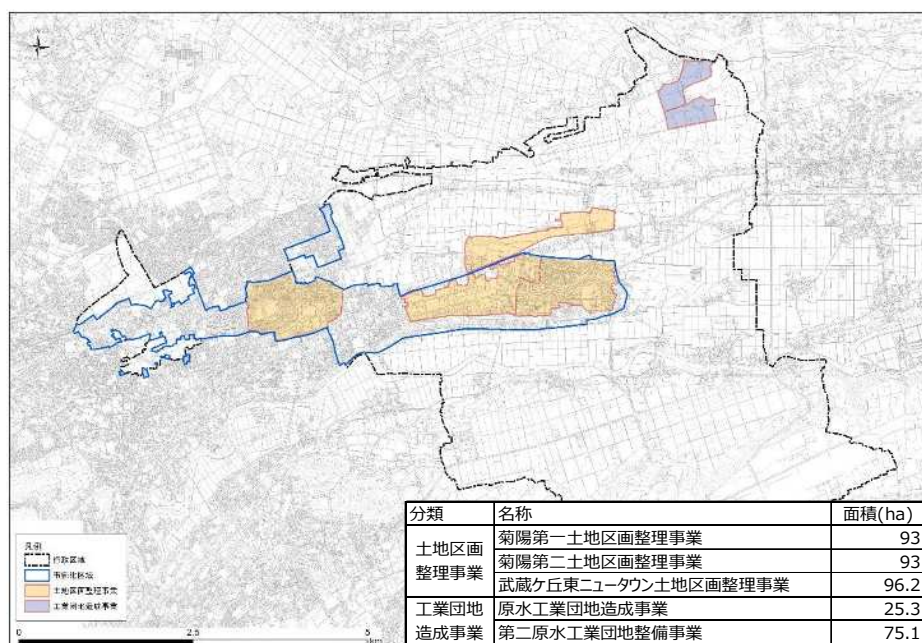 分類 名称 面積(ha)
土地区画整理事業 菊陽第一土地区画整理事業 93
菊陽第二土地区画整理事業 93
武蔵ケ丘東ニュータウン土地区画整理事業 96.2
工業団地造成事業 原水工業団地造成事業 25.3
第二原水工業団地整備事業 75.1
凡例
行政区域
市街化区域
土地区画整理事業
工業団地造成事業
0 2.5 5
km